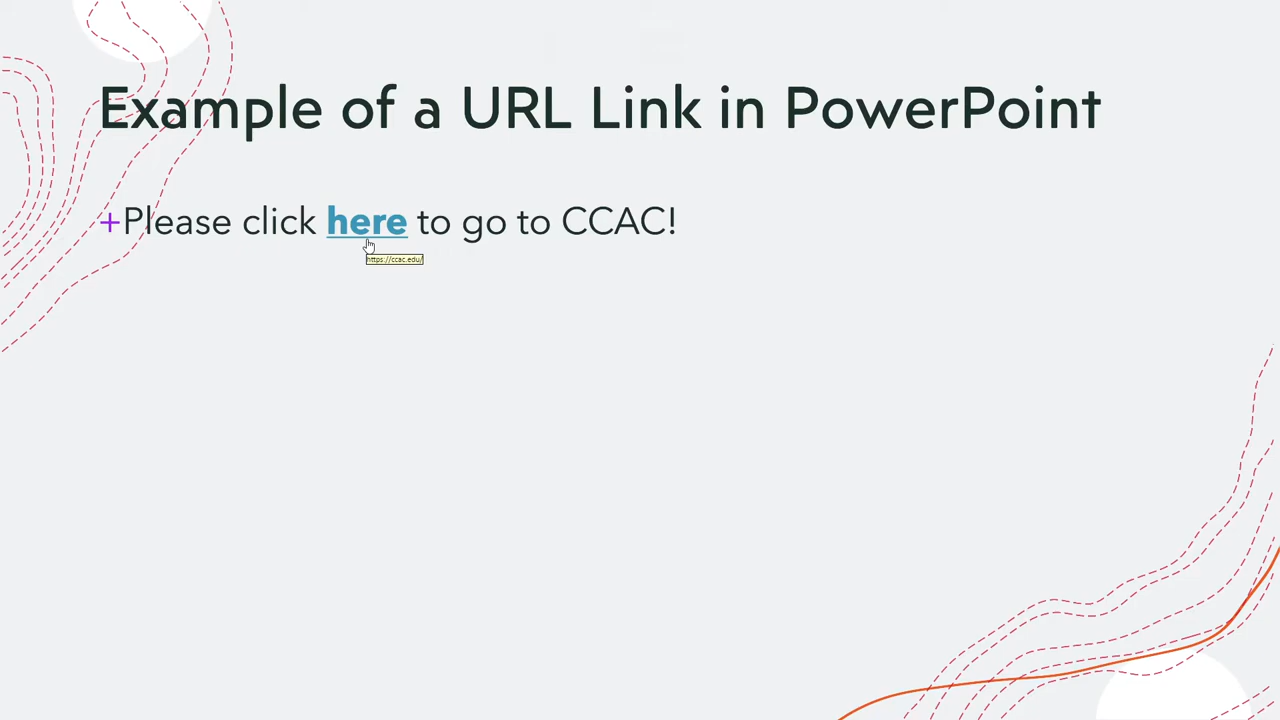 Example of a URL Link in PowerPoint
+Please click here to go to CCAC!
https://ccac.edu/